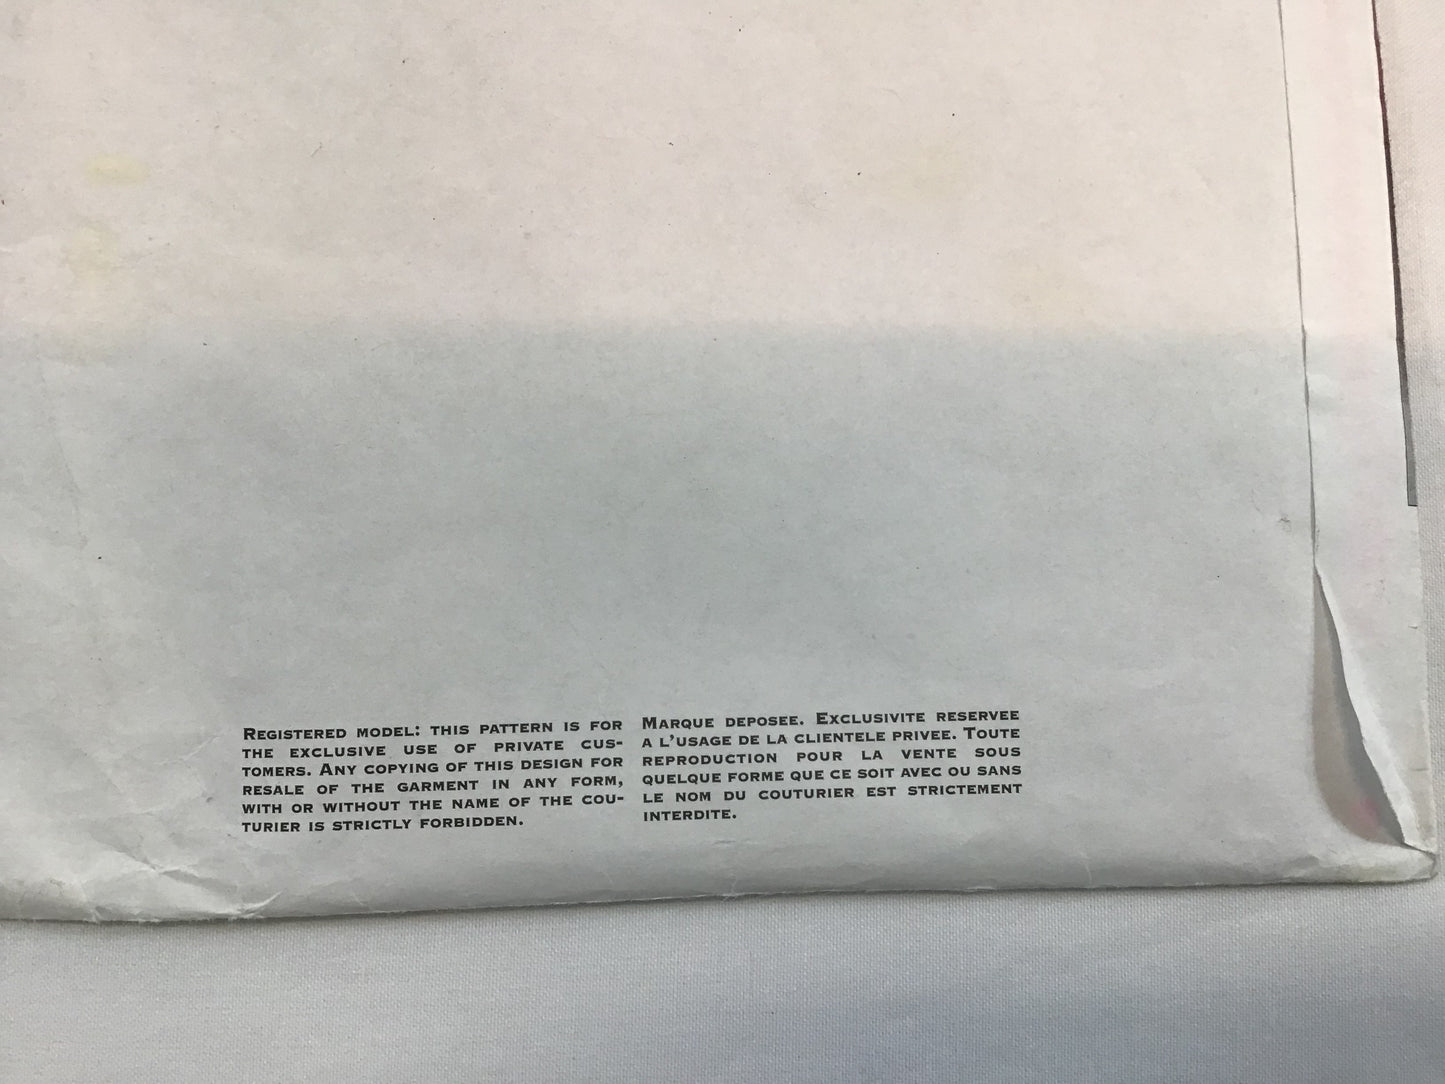 Registered model: this pattern is for
the exclusive use of private cus-
tomers. Any copying of this design for
resale of the garment in any form,
with or without the name of the cou-
turier is strictly forbidden.
Marque deposee. Exclusivite reservee
a l'usage de la clientele privee. Toute
reproduction pour la vente sous
quelque forme que ce soit avec ou sans
le nom du couturier est strictement
interdite.